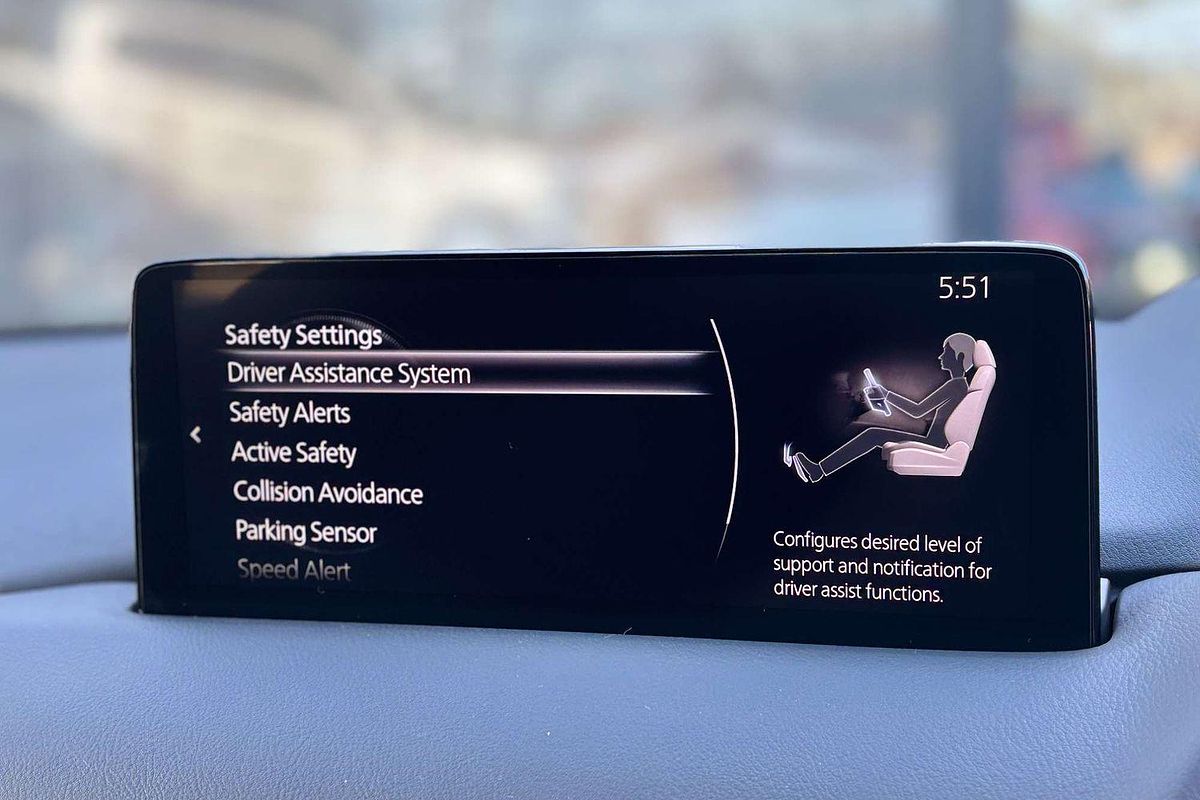 5:51
Safety Settings
Driver Assistance System
Safety Alerts
Active Safety
Collision Avoidance
Parking Sensor
Speed Alert
Configures desired level of
support and notification for
driver assist functions.